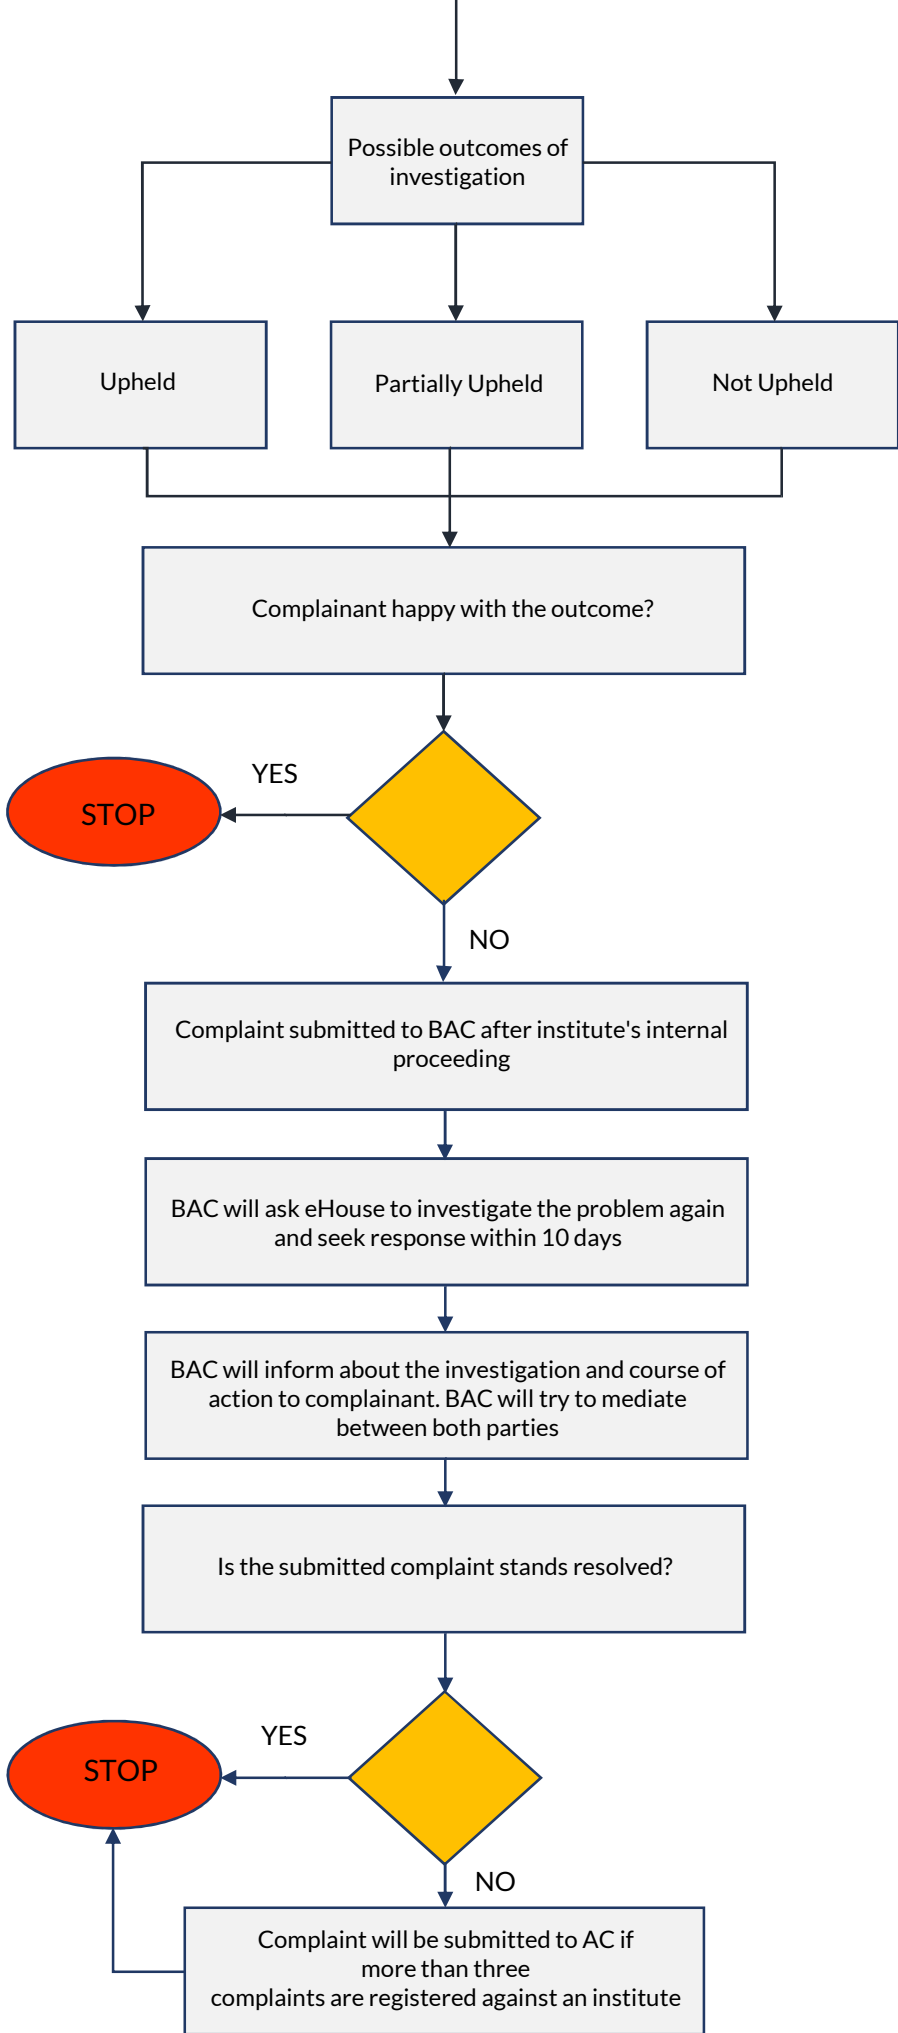 Possible outcomes of
investigation
Upheld
Partially Upheld
Not Upheld
Complainant happy with the outcome?
YES
STOP
NO
Complaint submitted to BAC after institute's internal
proceeding
BAC will ask eHouse to investigate the problem again
and seek response within 10 days
BAC will inform about the investigation and course of
action to complainant. BAC will try to mediate
between both parties
Is the submitted complaint stands resolved?
YES
STOP
NO
Complaint will be submitted to AC if
more than three
complaints are registered against an institute